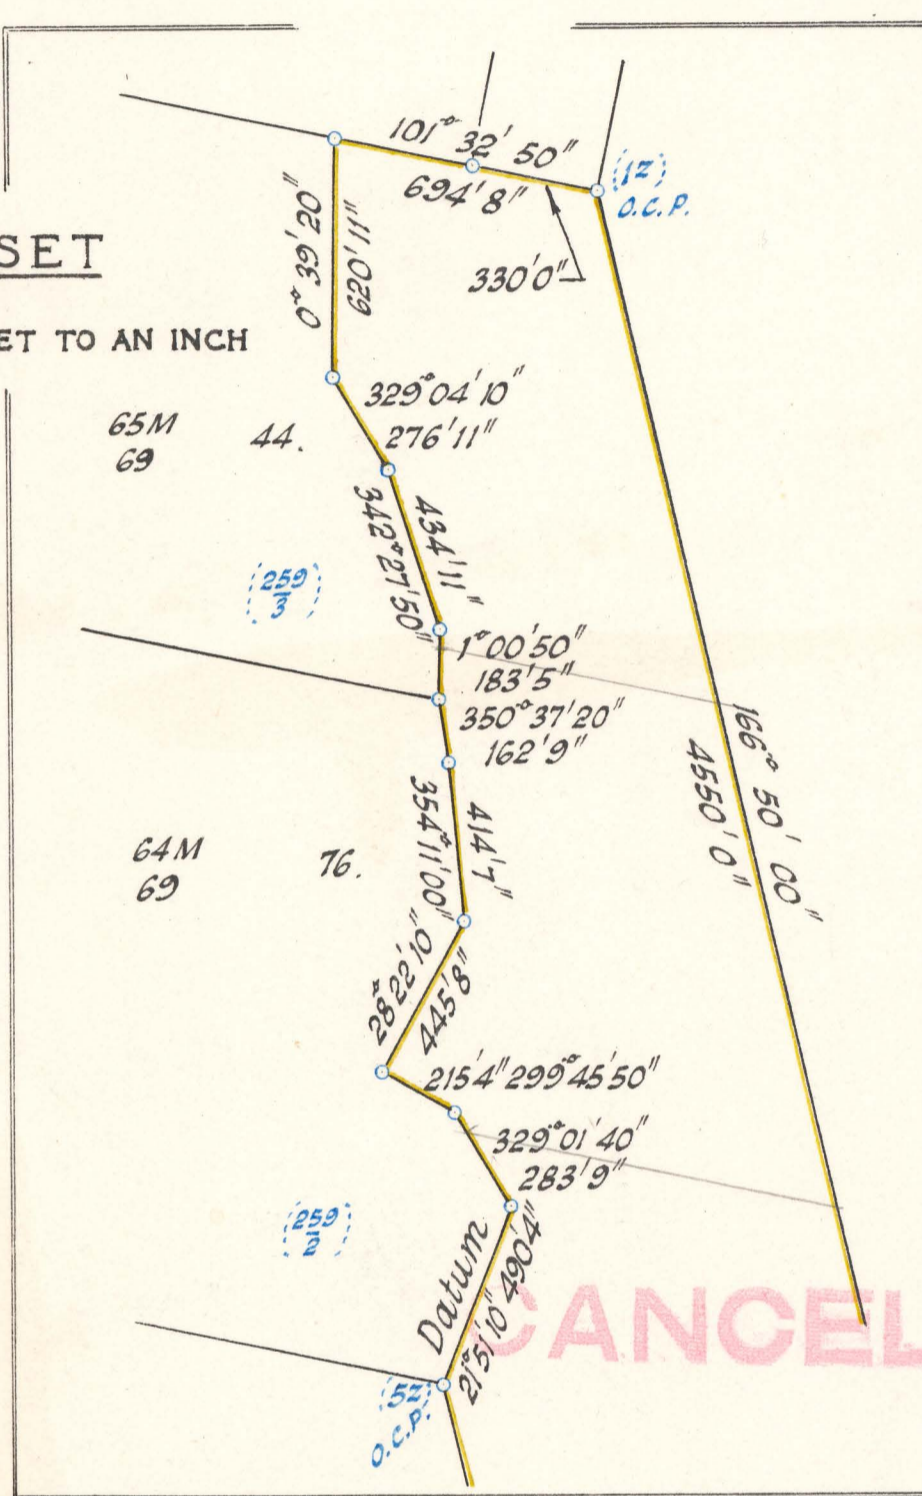 101° 32' 50"
694'8"
(1Z)
O.C.P.
330'0"
0° 39' 20"
620'11"
SET
ET TO AN INCH
329° 04' 10"
276'11"
65M
69
44.
434'11"
342° 27' 50"
259
3
1° 00' 50"
183'5"
350° 37' 20"
162'9"
166° 50' 00"
4550' 0"
64M
69
76.
414'7"
354° 11' 00"
28° 22' 10"
445'8"
215'4" 299° 45' 50"
329° 01' 40"
283'9"
259
2
Datum
21° 51' 10" 490'4"
CANCEL
(5Z)
O.C.P.